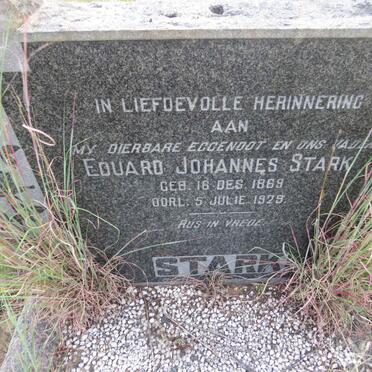 IN LIEFDEVOLLE HERINNERING
AAN
MY DIERBARE EGGENOOT EN ONS VADER
EDUARD JOHANNES STARK
GEB. 16 DES. 1869
OORL. 5 JULIE 1929
RUS IN VREDE
STARK